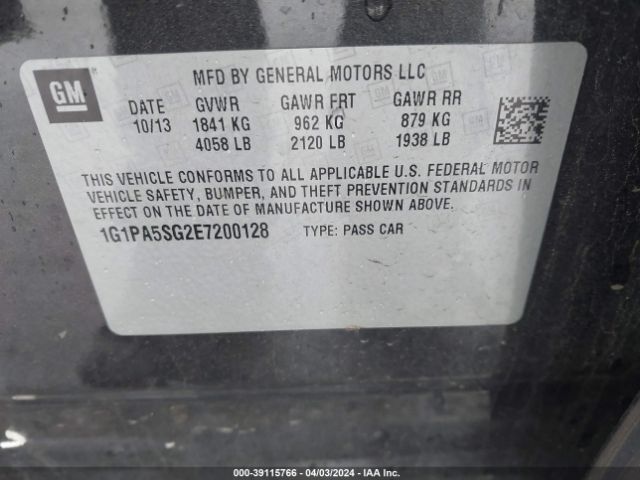 GM
MFD BY GENERAL MOTORS LLC
DATE GVWR GAWR FRT GAWR RR
10/13 1841 KG 962 KG 879 KG
4058 LB 2120 LB 1938 LB
THIS VEHICLE CONFORMS TO ALL APPLICABLE U.S. FEDERAL MOTOR
VEHICLE SAFETY, BUMPER, AND THEFT PREVENTION STANDARDS IN
EFFECT ON THE DATE OF MANUFACTURE SHOWN ABOVE.
1G1PA5SG2E7200128 TYPE: PASS CAR
000-39115766 - 04/03/2024 - IAA Inc.